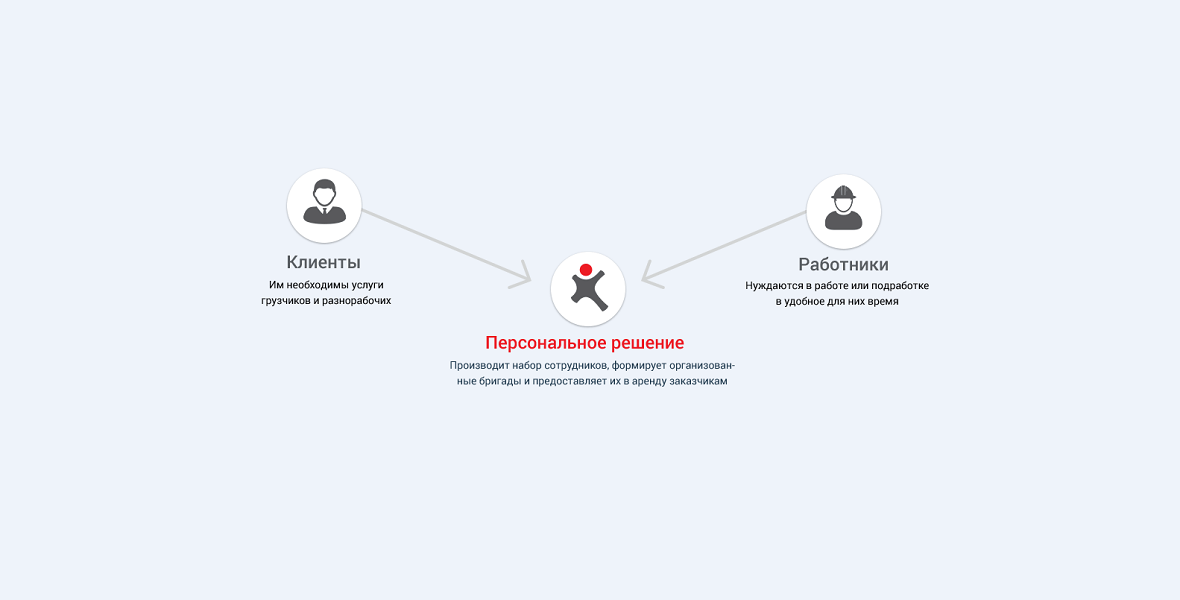 Клиенты
Им необходимы услуги
грузчиков и разнорабочих
Работники
Нуждаются в работе или подработке
в удобное для них время
Персональное решение
Производит набор сотрудников, формирует организован-
ные бригады и предоставляет их в аренду заказчикам